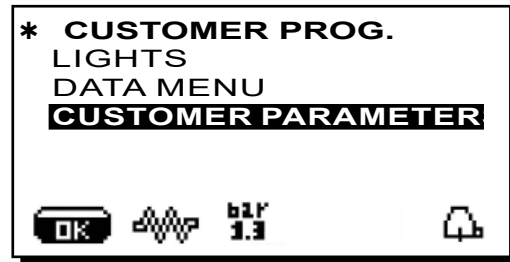 * CUSTOMER PROG.
LIGHTS
DATA MENU
CUSTOMER PARAMETER
OK
bar
1.3